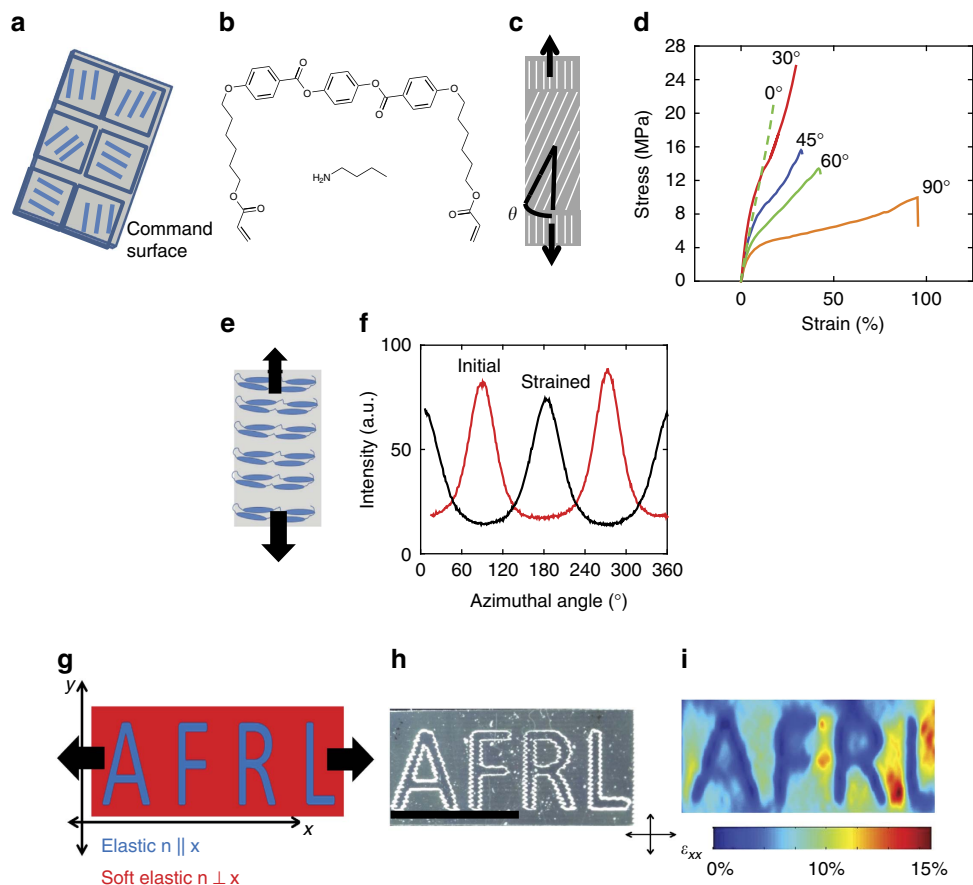 a
b
c
d
Command
surface
O
O
O
O
O
O
O
O
O
O
H₂N
θ
Stress (MPa)
28
24
20
16
12
8
4
0
30°
0°
45°
60°
90°
0
50
100
Strain (%)
e
f
Intensity (a.u.)
100
50
0
Initial
Strained
0
60
120
180
240
300
360
Azimuthal angle (°)
g
h
i
y
AFRL
x
Elastic n || x
Soft elastic n ⊥ x
AFRL
AFRL
εxx
0%
10%
15%